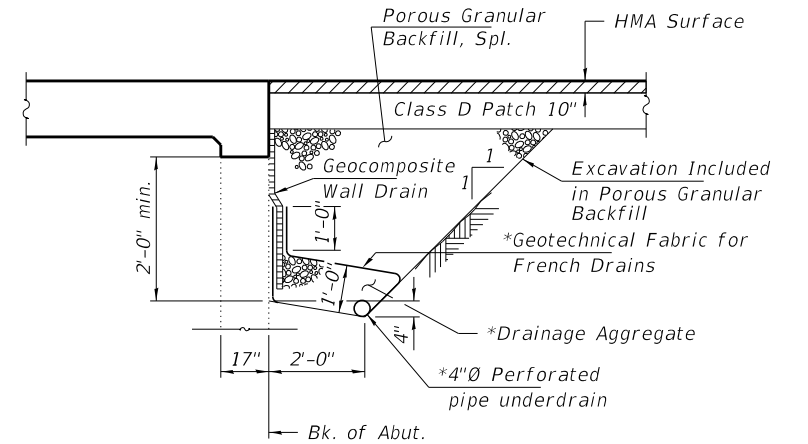 Porous Granular
Backfill, Spl.
HMA Surface
Class D Patch 10"
Geocomposite
Wall Drain
1
1
Excavation Included
in Porous Granular
Backfill
2'-0" min.
1'-0"
*Geotechnical Fabric for
French Drains
1'-0"
4"
*Drainage Aggregate
17"
2'-0"
*4"Ø Perforated
pipe underdrain
Bk. of Abut.